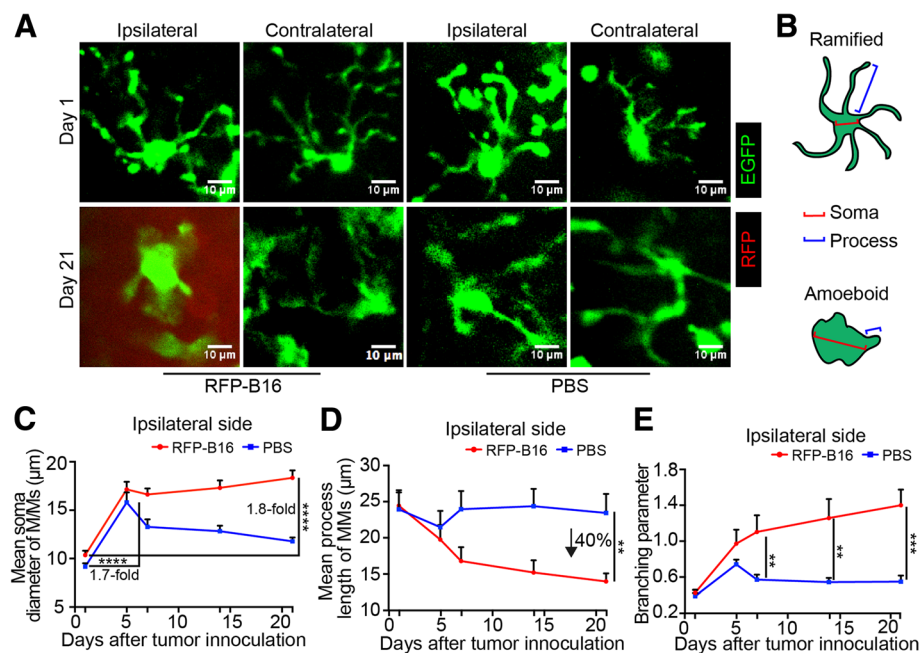 A
B
Ipsilateral Contralateral Ipsilateral Contralateral
Ramified
Day 1
10 µm 10 µm 10 µm 10 µm
EGFP
Soma
Process
Day 21
10 µm 10 µm 10 µm 10 µm
RFP
Amoeboid
RFP-B16 PBS
C
Ipsilateral side
RFP-B16 PBS
Mean soma
diameter of MMs (µm)
20
15
10
5
1.8-fold
****
****
1.7-fold
0 5 10 15 20
Days after tumor innoculation
D
Ipsilateral side
RFP-B16 PBS
Mean process
length of MMs (µm)
30
25
20
15
10
40%
**
0 5 10 15 20
Days after tumor innoculation
E
Ipsilateral side
RFP-B16 PBS
Branching parameter
1.8
1.4
1.0
0.6
0.2
**
**
***
0 5 10 15 20
Days after tumor innoculation